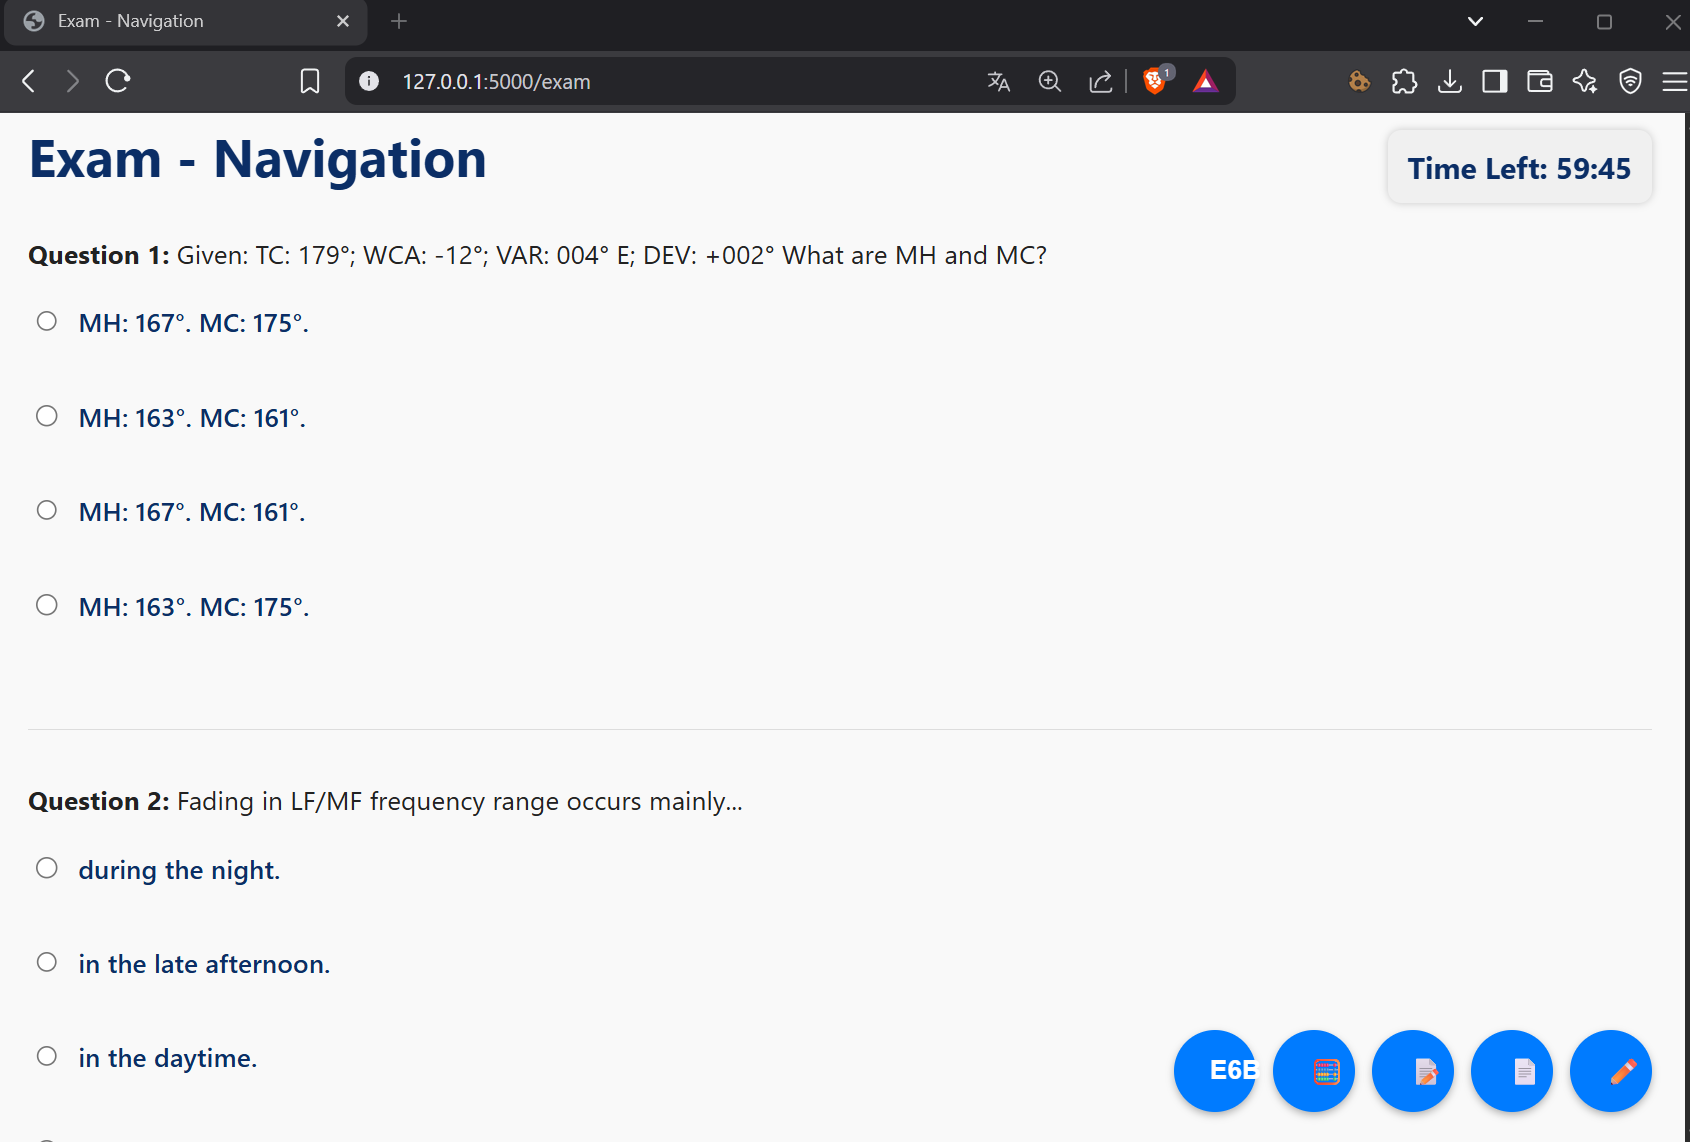 Exam - Navigation
127.0.0.1:5000/exam
1
Exam - Navigation
Time Left: 59:45
Question 1: Given: TC: 179°; WCA: -12°; VAR: 004° E; DEV: +002° What are MH and MC?
MH: 167°. MC: 175°.
MH: 163°. MC: 161°.
MH: 167°. MC: 161°.
MH: 163°. MC: 175°.
Question 2: Fading in LF/MF frequency range occurs mainly...
during the night.
in the late afternoon.
in the daytime.
E6B